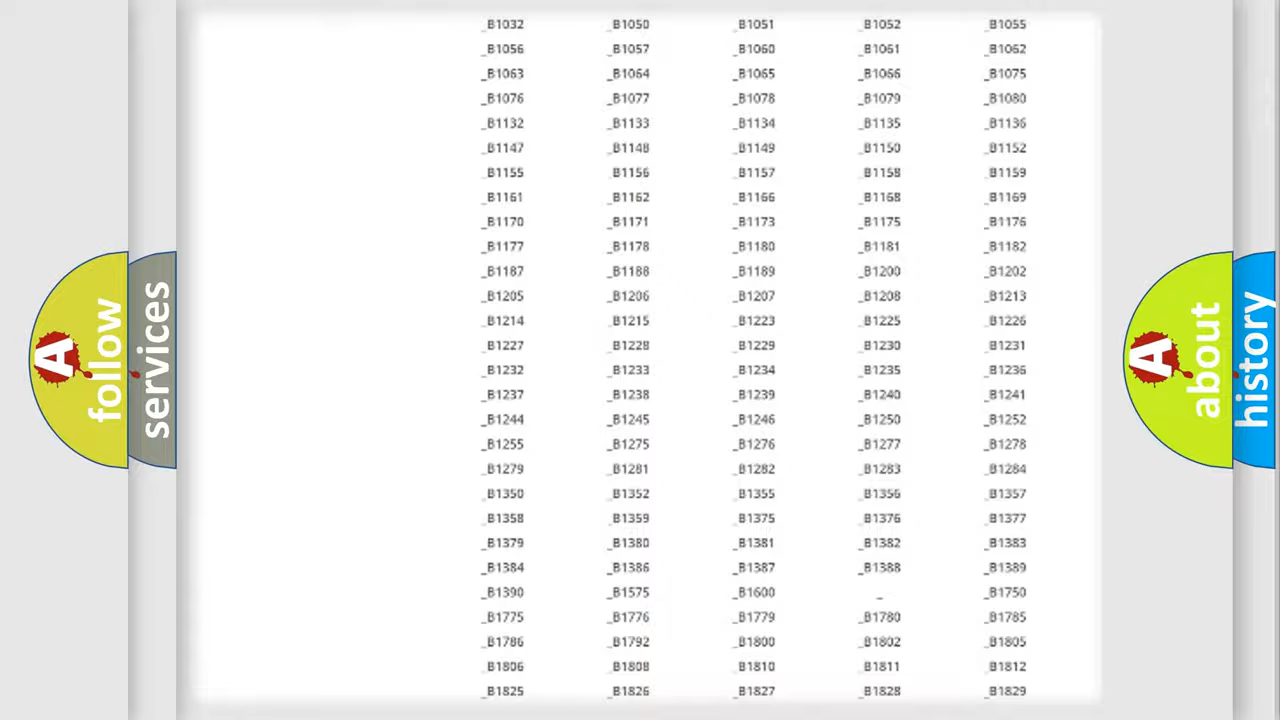 _B1032 _B1050 _B1051 _B1052 _B1055
_B1056 _B1057 _B1060 _B1061 _B1062
_B1063 _B1064 _B1065 _B1066 _B1075
_B1076 _B1077 _B1078 _B1079 _B1080
_B1132 _B1133 _B1134 _B1135 _B1136
_B1147 _B1148 _B1149 _B1150 _B1152
_B1155 _B1156 _B1157 _B1158 _B1159
_B1161 _B1162 _B1166 _B1168 _B1169
_B1170 _B1171 _B1173 _B1175 _B1176
_B1177 _B1178 _B1180 _B1181 _B1182
_B1187 _B1188 _B1189 _B1200 _B1202
_B1205 _B1206 _B1207 _B1208 _B1213
_B1214 _B1215 _B1223 _B1225 _B1226
_B1227 _B1228 _B1229 _B1230 _B1231
_B1232 _B1233 _B1234 _B1235 _B1236
_B1237 _B1238 _B1239 _B1240 _B1241
_B1244 _B1245 _B1246 _B1250 _B1252
_B1255 _B1275 _B1276 _B1277 _B1278
_B1279 _B1281 _B1282 _B1283 _B1284
_B1350 _B1352 _B1355 _B1356 _B1357
_B1358 _B1359 _B1375 _B1376 _B1377
_B1379 _B1380 _B1381 _B1382 _B1383
_B1384 _B1386 _B1387 _B1388 _B1389
_B1390 _B1575 _B1600 _ _B1750
_B1775 _B1776 _B1779 _B1780 _B1785
_B1786 _B1792 _B1800 _B1802 _B1805
_B1806 _B1808 _B1810 _B1811 _B1812
_B1825 _B1826 _B1827 _B1828 _B1829
A
follow
services
A
about
history